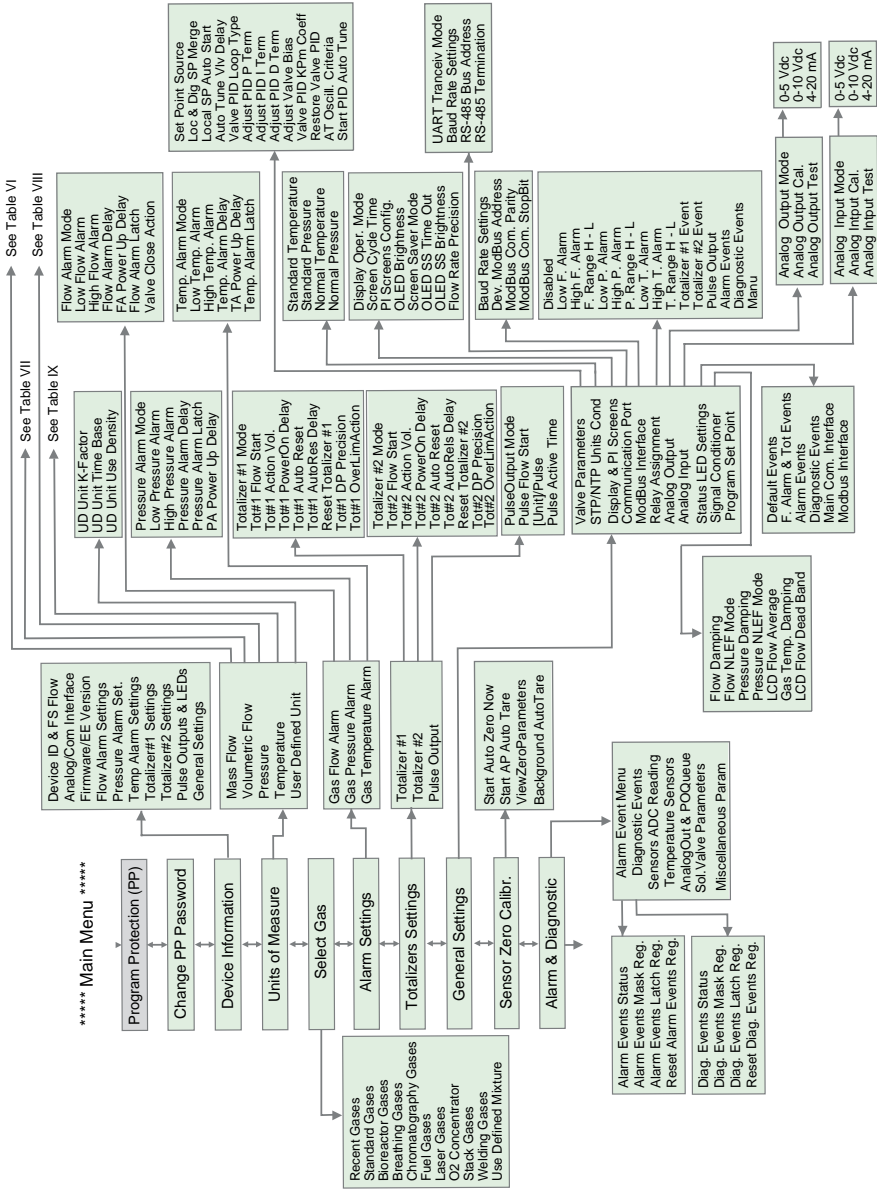 ***** Main Menu *****
Program Protection (PP)
Change PP Password
Device Information
Units of Measure
Select Gas
Alarm Settings
Totalizers Settings
General Settings
Sensor Zero Calibr.
Alarm & Diagnostic
Recent Gases
Standard Gases
Bioreactor Gases
Breathing Gases
Chromatography Gases
Fuel Gases
Laser Gases
O2 Concentrator
Stack Gases
Welding Gases
Use Defined Mixture
Device ID & FS Flow
Analog/Com Interface
Firmware/EE Version
Flow Alarm Settings
Pressure Alarm Set.
Temp Alarm Settings
Totalizer#1 Settings
Totalizer#2 Settings
Pulse Outputs & LEDs
General Settings
Mass Flow
Volumetric Flow
Pressure
Temperature
User Defined Unit
See Table VI
See Table VII
See Table VIII
See Table IX
UD Unit K-Factor
UD Unit Time Base
UD Unit Use Density
Gas Flow Alarm
Gas Pressure Alarm
Gas Temperature Alarm
Flow Alarm Mode
Low Flow Alarm
High Flow Alarm
Flow Alarm Delay
FA Power Up Delay
Flow Alarm Latch
Valve Close Action
Pressure Alarm Mode
Low Pressure Alarm
High Pressure Alarm
Pressure Alarm Delay
Pressure Alarm Latch
PA Power Up Delay
Temp. Alarm Mode
Low Temp. Alarm
High Temp. Alarm
Temp. Alarm Delay
TA Power Up Delay
Temp. Alarm Latch
Totalizer #1
Totalizer #2
Pulse Output
Totalizer #1 Mode
Tot#1 Flow Start
Tot#1 Action Vol.
Tot#1 PowerOn Delay
Tot#1 Auto Reset
Tot#1 AutoRes Delay
Reset Totalizer #1
Tot#1 DP Precision
Tot#1 OverLimAction
Totalizer #2 Mode
Tot#2 Flow Start
Tot#2 Action Vol.
Tot#2 PowerOn Delay
Tot#2 Auto Reset
Tot#2 AutoRels Delay
Reset Totalizer #2
Tot#2 DP Precision
Tot#2 OverLimAction
PulseOutput Mode
Pulse Flow Start
[Unit]/Pulse
Pulse Active Time
Valve Parameters
STP/NTP Units Cond
Display & PI Screens
Communication Port
ModBus Interface
Relay Assignment
Analog Output
Analog Input
Status LED Settings
Signal Conditioner
Program Set Point
Set Point Source
Loc & Dig SP Merge
Local SP Auto Start
Auto Tune Vlv Delay
Valve PID Loop Type
Adjust PID P Term
Adjust PID I Term
Adjust PID D Term
Adjust Valve Bias
Valve PID KPm Coeff
Restore Valve PID
AT Oscill. Criteria
Start PID Auto Tune
Standard Temperature
Standard Pressure
Normal Temperature
Normal Pressure
Display Oper. Mode
Screen Cycle Time
PI Screens Config.
OLED Brightness
Screen Saver Mode
OLED SS Time Out
OLED SS Brightness
Flow Rate Precision
UART Tranceiv Mode
Baud Rate Settings
RS-485 Bus Address
RS-485 Termination
Baud Rate Settings
Dev. ModBus Address
ModBus Com. Parity
ModBus Com. StopBit
Disabled
Low F. Alarm
High F. Alarm
F. Range H - L
Low P. Alarm
High P. Alarm
P. Range H - L
Low T. Alarm
High T. Alarm
T. Range H - L
Totalizer #1 Event
Totalizer #2 Event
Pulse Output
Alarm Events
Diagnostic Events
Manu
Analog Output Mode
Analog Output Cal.
Analog Output Test
0-5 Vdc
0-10 Vdc
4-20 mA
Analog Input Mode
Analog Intput Cal.
Analog Intput Test
0-5 Vdc
0-10 Vdc
4-20 mA
Default Events
F. Alarm & Tot Events
Alarm Events
Diagnostic Events
Main Com. Interface
Modbus Interface
Flow Damping
Flow NLEF Mode
Pressure Damping
Pressure NLEF Mode
LCD Flow Average
Gas Temp. Damping
LCD Flow Dead Band
Start Auto Zero Now
Start AP Auto Tare
ViewZeroParameters
Background AutoTare
Alarm Event Menu
Diagnostic Events
Sensors ADC Reading
Temperature Sensors
AnalogOut & POQueue
Sol.Valve Parameters
Miscellaneous Param
Alarm Events Status
Alarm Events Mask Reg.
Alarm Events Latch Reg.
Reset Alarm Events Reg.
Diag. Events Status
Diag. Events Mask Reg.
Diag. Events Latch Reg.
Reset Diag. Events Reg.